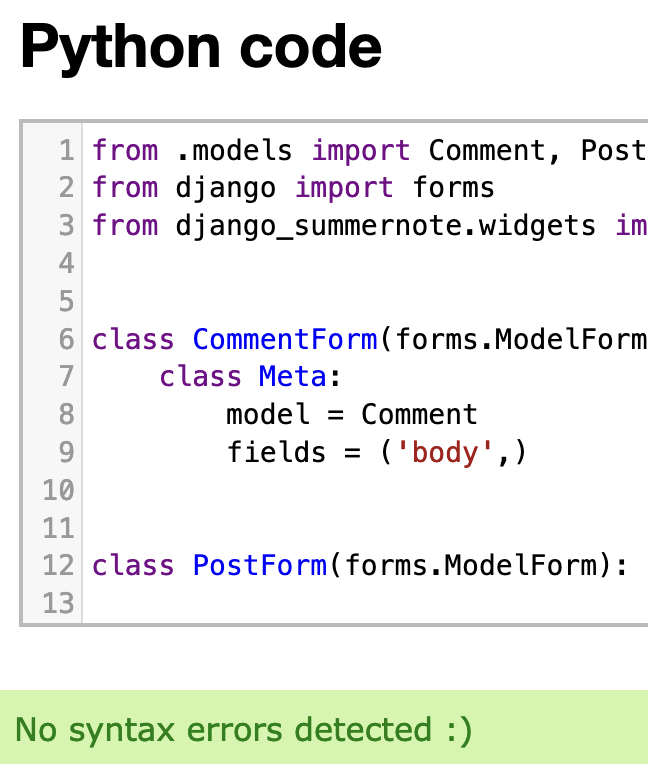 Python code
1 from .models import Comment, Post
2 from django import forms
3 from django_summernote.widgets im
4
5
6 class CommentForm(forms.ModelForm
7     class Meta:
8         model = Comment
9         fields = ('body',)
10
11
12 class PostForm(forms.ModelForm):
13
No syntax errors detected :)